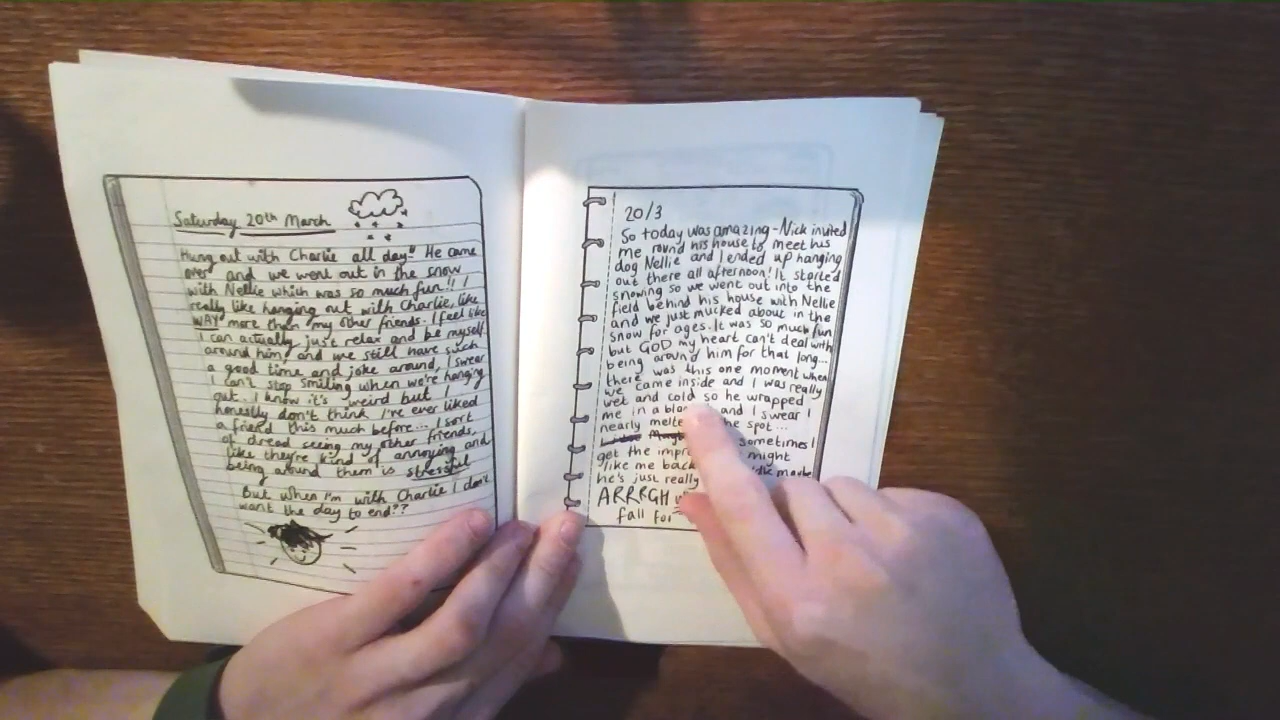 Saturday 20th March
Hung out with Charlie all day!! He came
over and we went out in the snow
with Nellie which was so much fun!! I
really like hanging out with Charlie, like
WAY more than my other friends. I feel like
I can actually just relax and be myself
around him, and we still have such
a good time and joke around, I swear
I can't stop smiling when we're hanging
out. I know it's weird but I
honestly don't think I've ever liked
a friend this much before... I sort
of dread seeing my other friends,
like they're kind of annoying and
being around them is stressful
But when I'm with Charlie I don't
want the day to end??
20/3
So today was amazing - Nick invited
me round his house to meet his
dog Nellie and I ended up hanging
out there all afternoon! It started
snowing so we went out into the
field behind his house with Nellie
and we just mucked about in the
snow for ages. It was so much fun
but GOD my heart can't deal with
being around him for that long...
there was this one moment when
we came inside and I was really
wet and cold so he wrapped
me in a and I swear I
nearly he spot...
sometimes I
get the might
like me back maybe
he's just really
ARRRGH
fall for